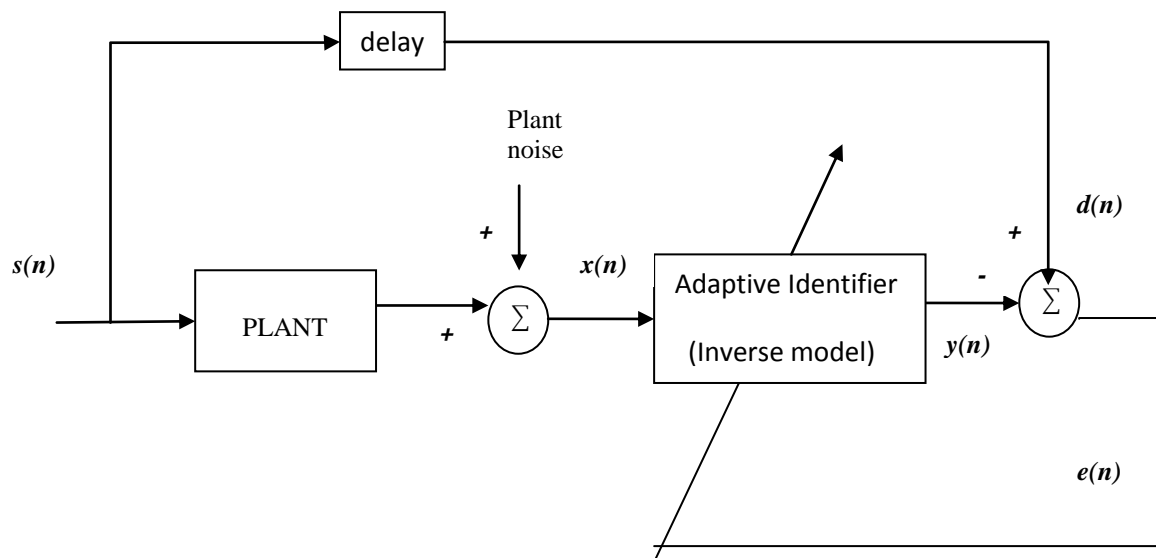 delay
Plant
noise
d(n)
+
+
s(n)
x(n)
Adaptive Identifier
-
Σ
Σ
PLANT
+
(Inverse model)
y(n)
e(n)